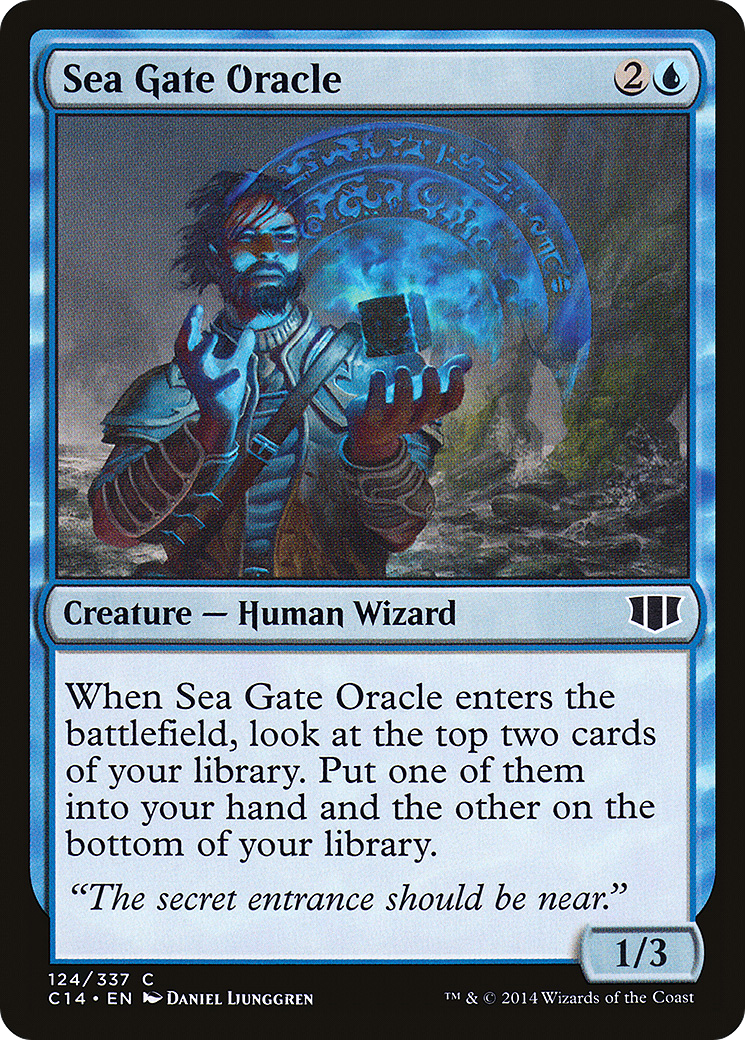 Sea Gate Oracle
2
Creature — Human Wizard
When Sea Gate Oracle enters the
battlefield, look at the top two cards
of your library. Put one of them
into your hand and the other on the
bottom of your library.
“The secret entrance should be near.”
1/3
124/337 C
C14 • EN Daniel Ljunggren
™ & © 2014 Wizards of the Coast